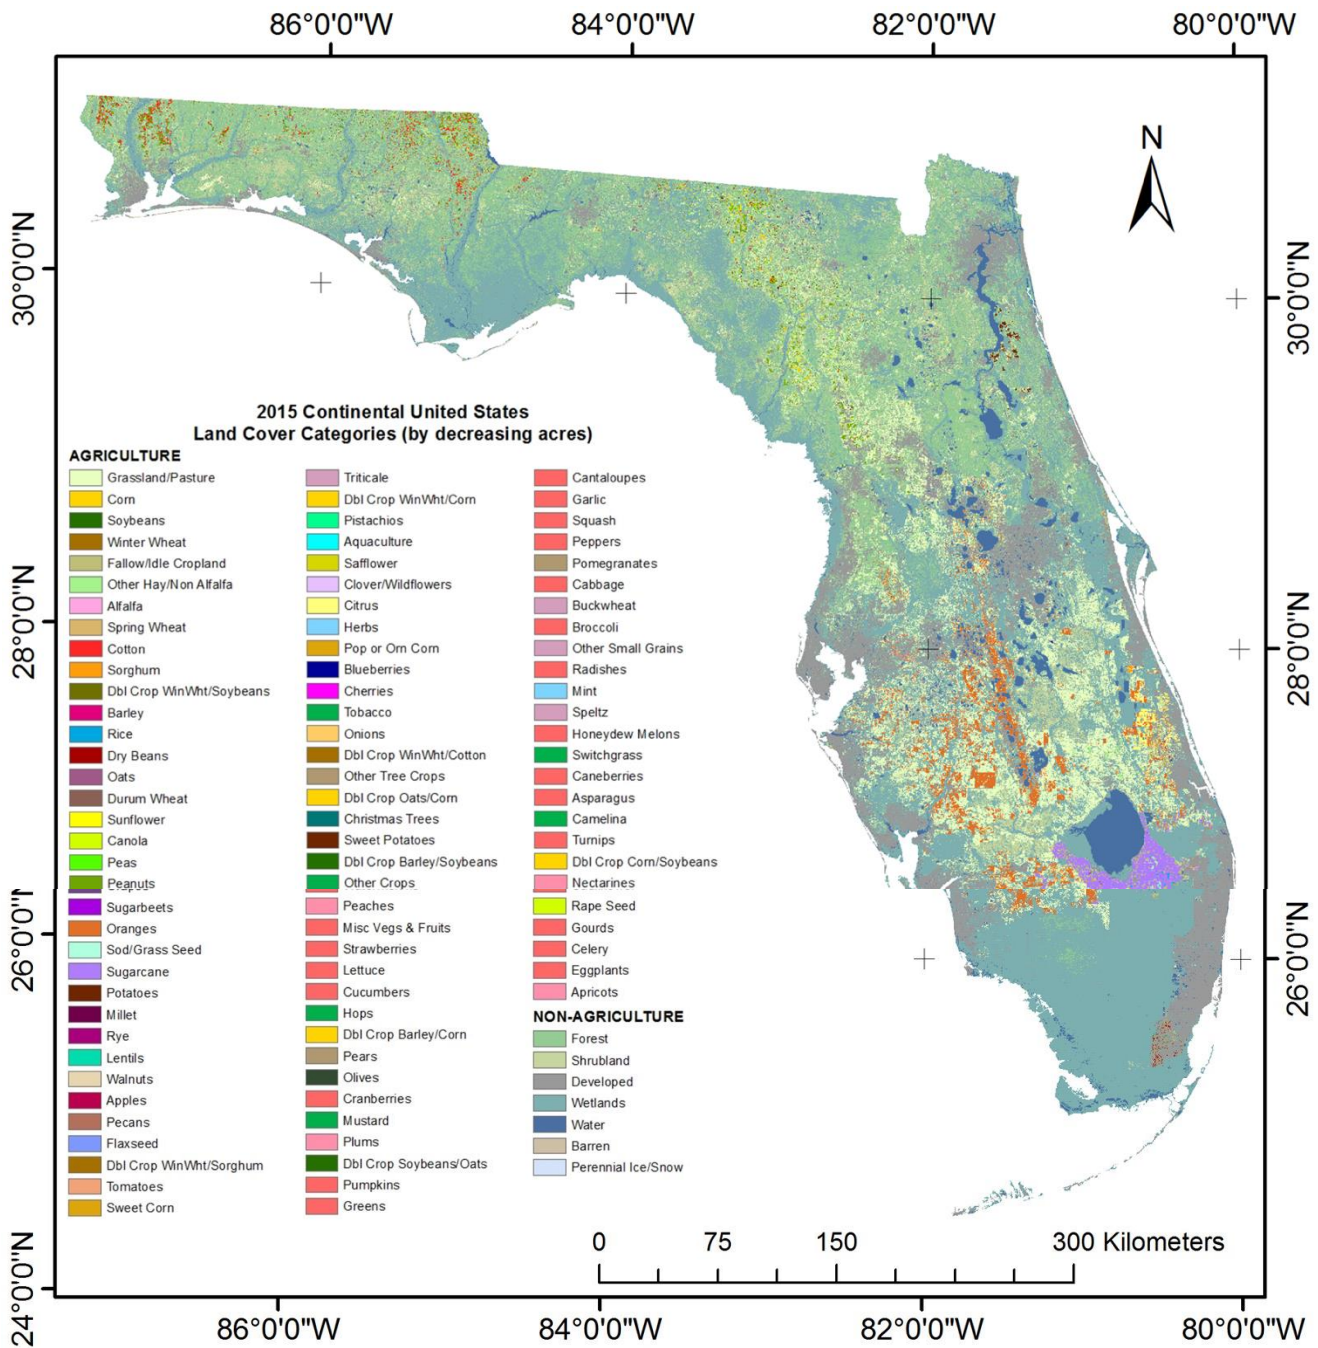 86°0'0"W 84°0'0"W 82°0'0"W 80°0'0"W
N
30°0'0"N
30°0'0"N
28°0'0"N
28°0'0"N
26°0'0"N
26°0'0"N
24°0'0"N
2015 Continental United States
Land Cover Categories (by decreasing acres)
AGRICULTURE
Grassland/Pasture
Corn
Soybeans
Winter Wheat
Fallow/Idle Cropland
Other Hay/Non Alfalfa
Alfalfa
Spring Wheat
Cotton
Sorghum
Dbl Crop WinWht/Soybeans
Barley
Rice
Dry Beans
Oats
Durum Wheat
Sunflower
Canola
Peas
Peanuts
Sugarbeets
Oranges
Sod/Grass Seed
Sugarcane
Potatoes
Millet
Rye
Lentils
Walnuts
Apples
Pecans
Flaxseed
Dbl Crop WinWht/Sorghum
Tomatoes
Sweet Corn
Triticale
Dbl Crop WinWht/Corn
Pistachios
Aquaculture
Safflower
Clover/Wildflowers
Citrus
Herbs
Pop or Orn Corn
Blueberries
Cherries
Tobacco
Onions
Dbl Crop WinWht/Cotton
Other Tree Crops
Dbl Crop Oats/Corn
Christmas Trees
Sweet Potatoes
Dbl Crop Barley/Soybeans
Other Crops
Peaches
Misc Vegs & Fruits
Strawberries
Lettuce
Cucumbers
Hops
Dbl Crop Barley/Corn
Pears
Olives
Cranberries
Mustard
Plums
Dbl Crop Soybeans/Oats
Pumpkins
Greens
Cantaloupes
Garlic
Squash
Peppers
Pomegranates
Cabbage
Buckwheat
Broccoli
Other Small Grains
Radishes
Mint
Speltz
Honeydew Melons
Switchgrass
Caneberries
Asparagus
Camelina
Turnips
Dbl Crop Corn/Soybeans
Nectarines
Rape Seed
Gourds
Celery
Eggplants
Apricots
NON-AGRICULTURE
Forest
Shrubland
Developed
Wetlands
Water
Barren
Perennial Ice/Snow
0 75 150 300 Kilometers
86°0'0"W 84°0'0"W 82°0'0"W 80°0'0"W